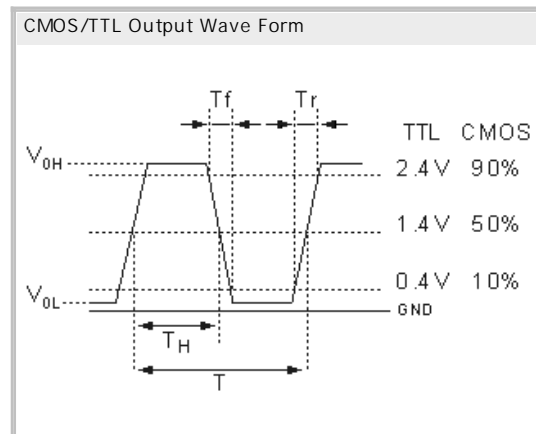 CMOS/TTL Output Wave Form
Tf Tr
TTL CMOS
V0H 2.4V 90%
1.4V 50%
0.4V 10%
V0L
GND
TH
T